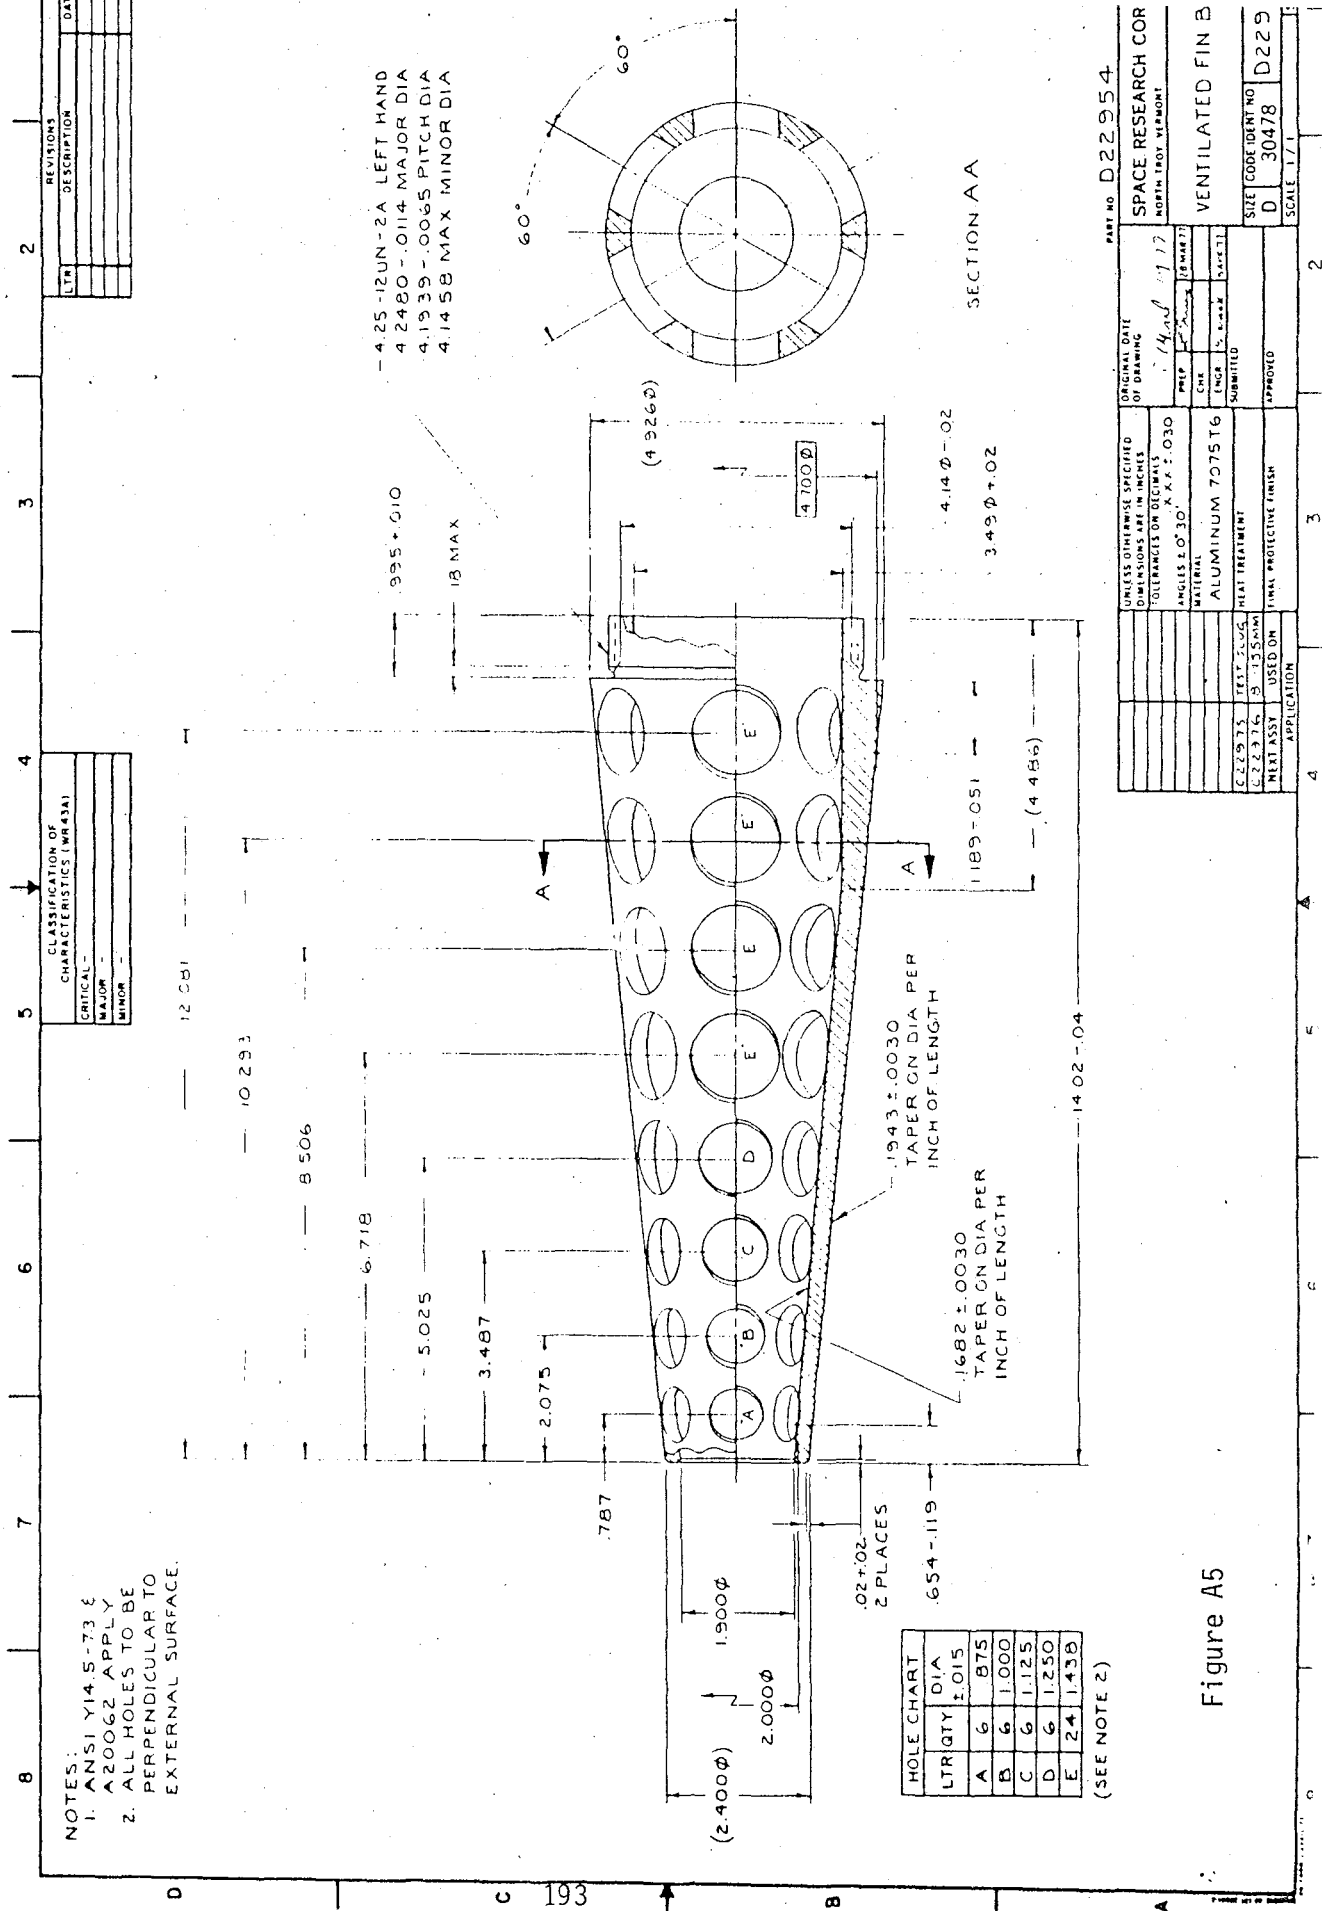 8
7
6
5
4
3
2
NOTES:
1. ANSI Y14.5-73 &
A20062 APPLY
2. ALL HOLES TO BE
PERPENDICULAR TO
EXTERNAL SURFACE.
CLASSIFICATION OF
CHARACTERISTICS (WR43A)
CRITICAL -
MAJOR -
MINOR -
REVISIONS
LTR
DESCRIPTION
DAT
12.081
10.293
8.506
6.718
5.025
3.487
2.075
.787
.995+.010
.18 MAX
4.25-12UN-2A LEFT HAND
4.2480-.0114 MAJOR DIA
4.1939-.0065 PITCH DIA
4.1458 MAX MINOR DIA
60°
60°
SECTION AA
(4.926Ø)
4.700Ø
4.14Ø-.02
3.49Ø+.02
A
A
A
B
C
D
E
E
E
E
1.189-.051
(4.486)
14.02-.04
.1943±.0030
TAPER ON DIA PER
INCH OF LENGTH
.1682±.0030
TAPER ON DIA PER
INCH OF LENGTH
1.900Ø
2.000Ø
(2.400Ø)
.02+.02
2 PLACES
.654-.119
HOLE CHART
LTR QTY DIA ±.015
A 6 .875
B 6 1.000
C 6 1.125
D 6 1.250
E 24 1.438
(SEE NOTE 2)
Figure A5
PART NO D22954
UNLESS OTHERWISE SPECIFIED
DIMENSIONS ARE IN INCHES
TOLERANCES ON DECIMALS
X.XX ±.030
ANGLES ±0°30'
MATERIAL
ALUMINUM 7075T6
HEAT TREATMENT
FINAL PROTECTIVE FINISH
C22975 TEST SLUG
C22976
NEXT ASSY
USED ON
APPLICATION
ORIGINAL DATE
OF DRAWING
PREP
CHK
ENGR
SUBMITTED
APPROVED
SPACE RESEARCH COR
NORTH TROY VERMONT
VENTILATED FIN B
SIZE
D
CODE IDENT NO
30478
D229
SCALE 1/1
D
C
B
A
193
4
3
2